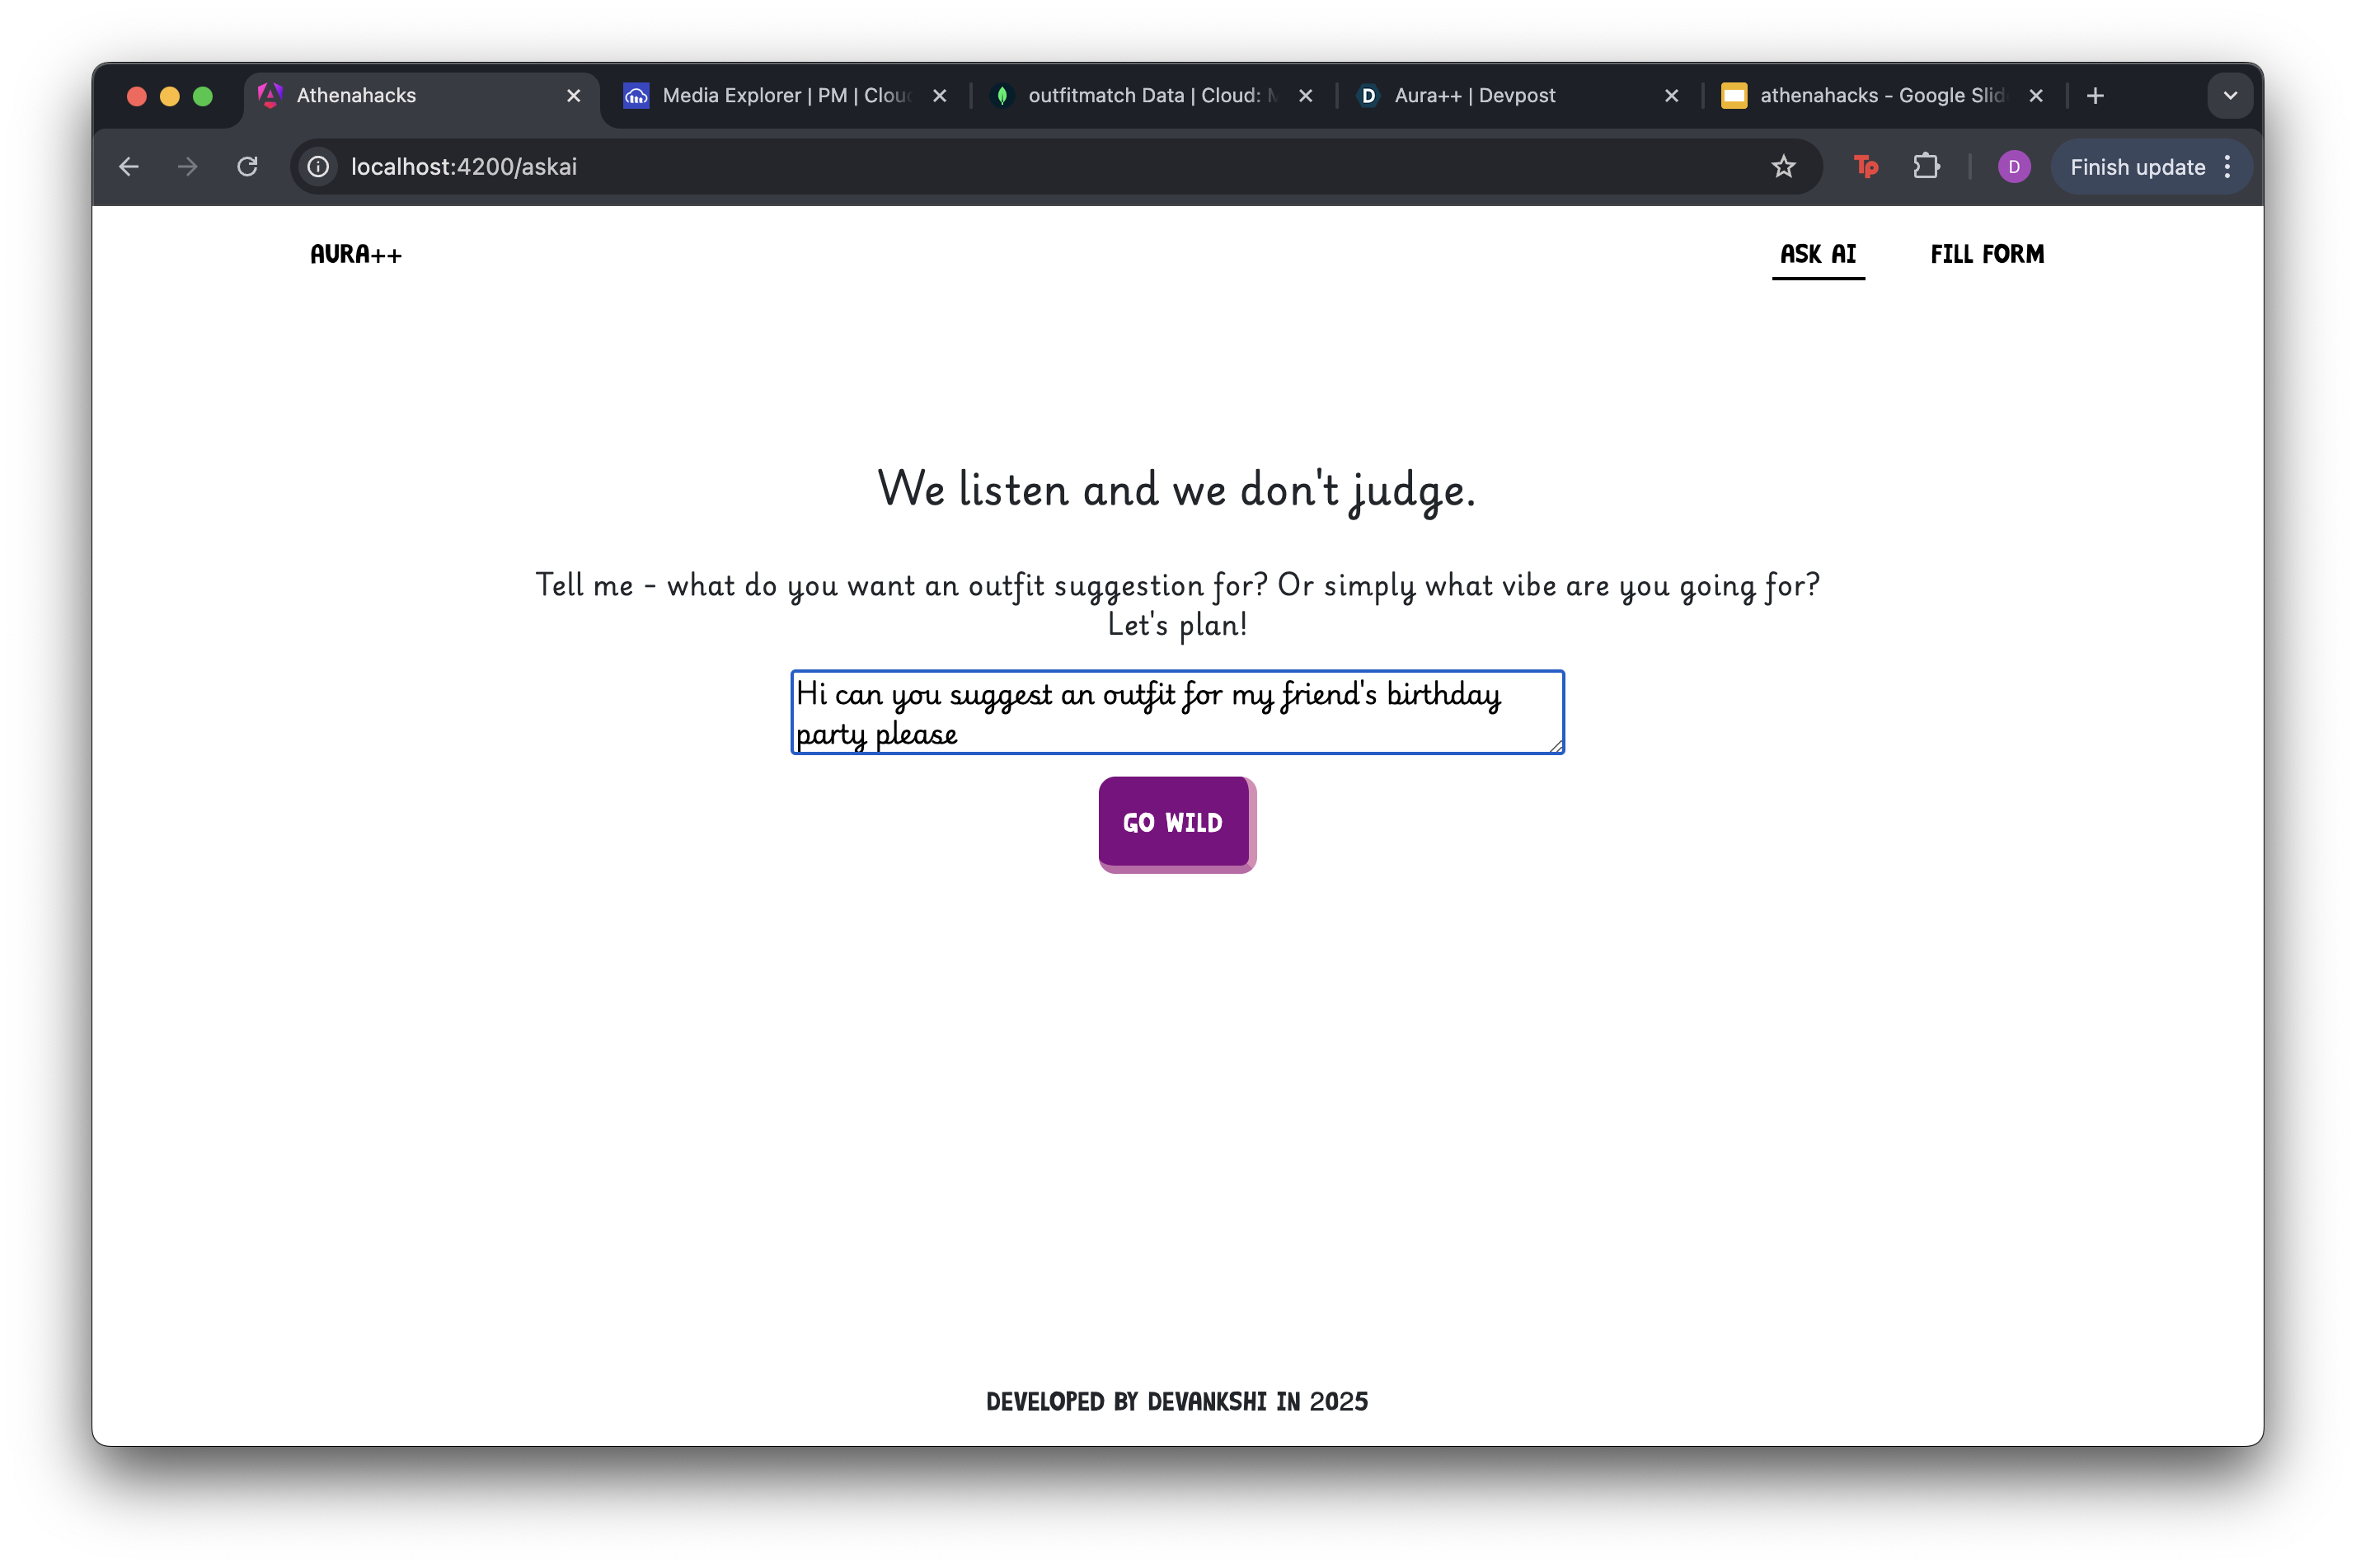 Athenahacks
Media Explorer | PM | Clou
outfitmatch Data | Cloud: M
D Aura++ | Devpost
athenahacks - Google Slid
localhost:4200/askai
Tp
D
Finish update
AURA++
ASK AI
FILL FORM
We listen and we don't judge.
Tell me - what do you want an outfit suggestion for? Or simply what vibe are you going for?
Let's plan!
Hi can you suggest an outfit for my friend's birthday
party please
GO WILD
DEVELOPED BY DEVANKSHI IN 2025